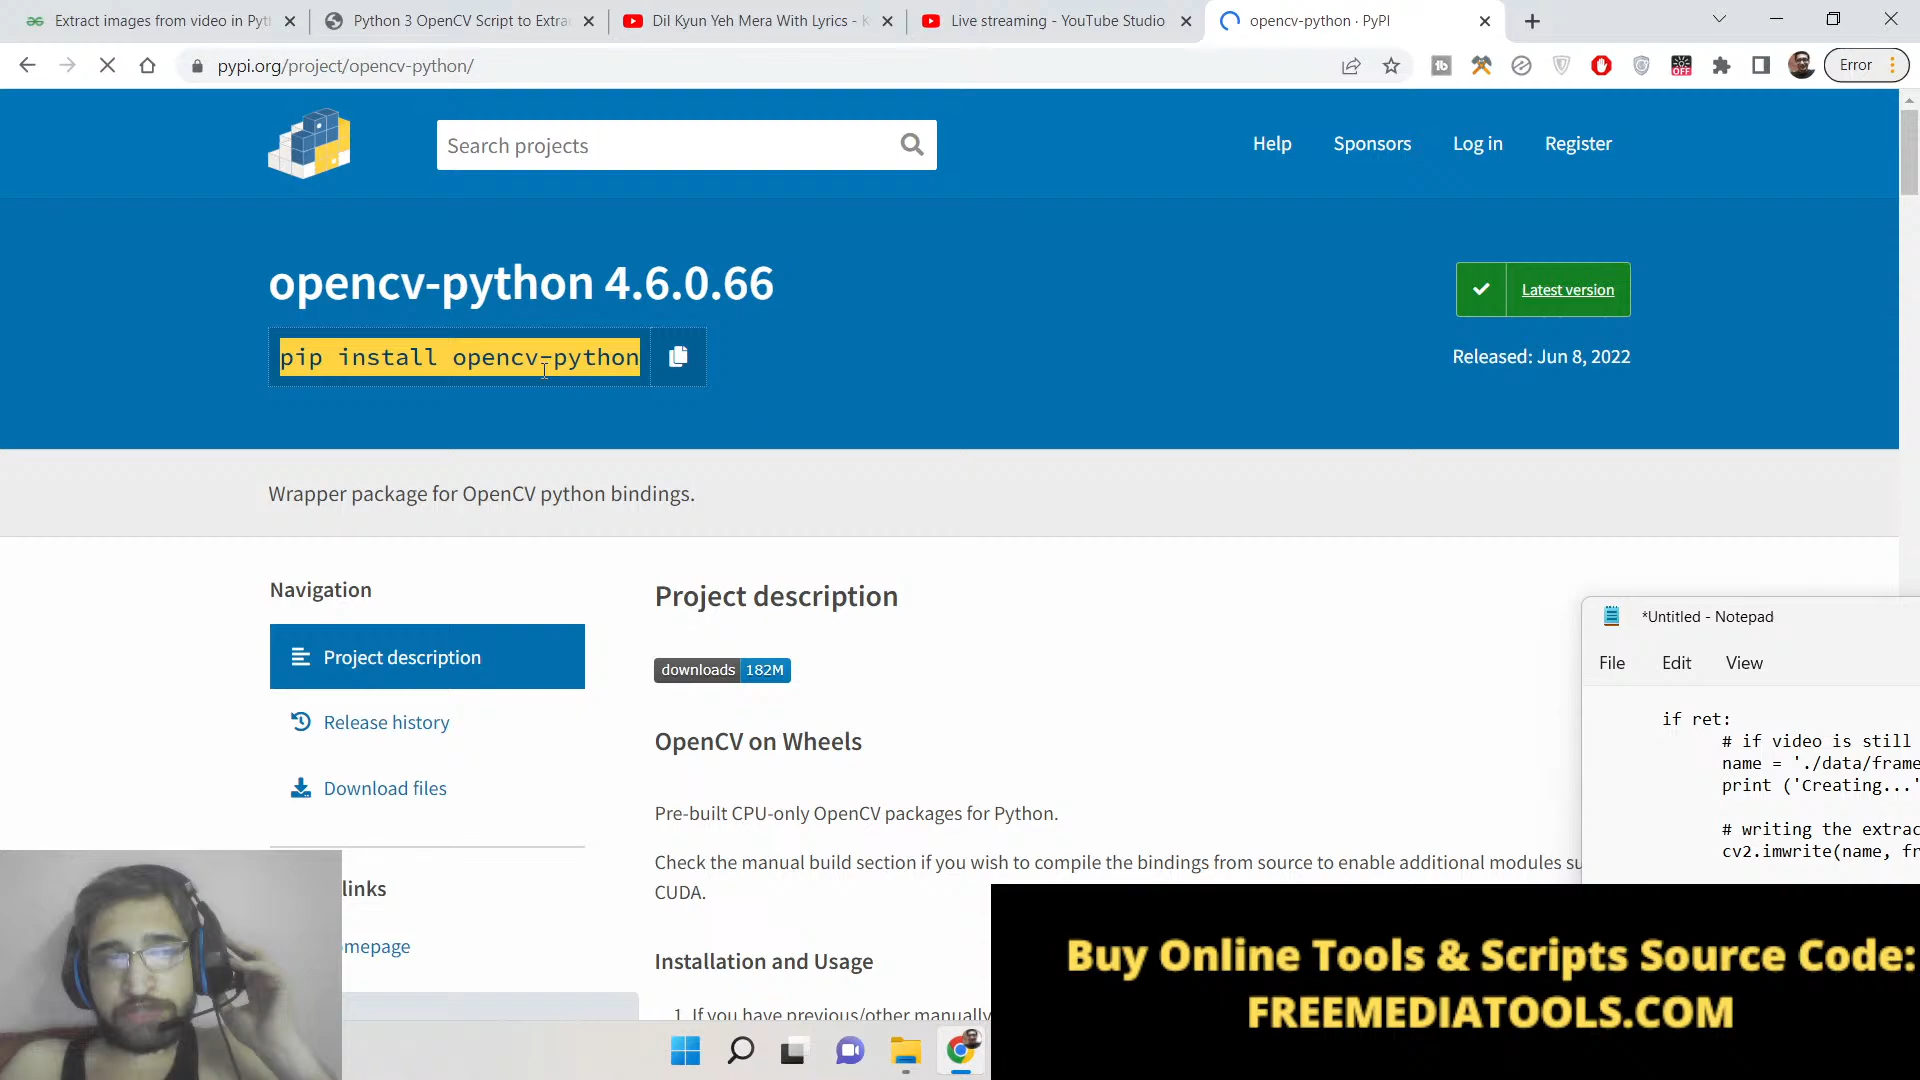 Extract images from video in Pyt
Python 3 OpenCV Script to Extra
Dil Kyun Yeh Mera With Lyrics - K
Live streaming - YouTube Studio
opencv-python · PyPI
pypi.org/project/opencv-python/
Error
Search projects
Help
Sponsors
Log in
Register
opencv-python 4.6.0.66
Latest version
pip install opencv-python
Released: Jun 8, 2022
Wrapper package for OpenCV python bindings.
Navigation
Project description
Release history
Download files
links
mepage
Project description
downloads 182M
OpenCV on Wheels
Pre-built CPU-only OpenCV packages for Python.
Check the manual build section if you wish to compile the bindings from source to enable additional modules su
CUDA.
Installation and Usage
1. If you have previous/other manually
*Untitled - Notepad
File Edit View
if ret:
# if video is still
name = './data/frame
print ('Creating...'
# writing the extrac
cv2.imwrite(name, fr
Buy Online Tools & Scripts Source Code:
FREEMEDIATOOLS.COM